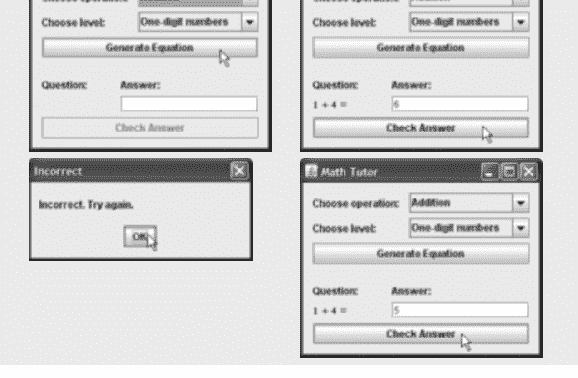 Choose level: One-digit numbers
Generate Equation
Question: Answer:
Check Answer
Choose level: One-digit numbers
Generate Equation
Question: Answer:
1 + 4 = 6
Check Answer
Incorrect
Incorrect. Try again.
OK
Math Tutor
Choose operation: Addition
Choose level: One-digit numbers
Generate Equation
Question: Answer:
1 + 4 = 5
Check Answer